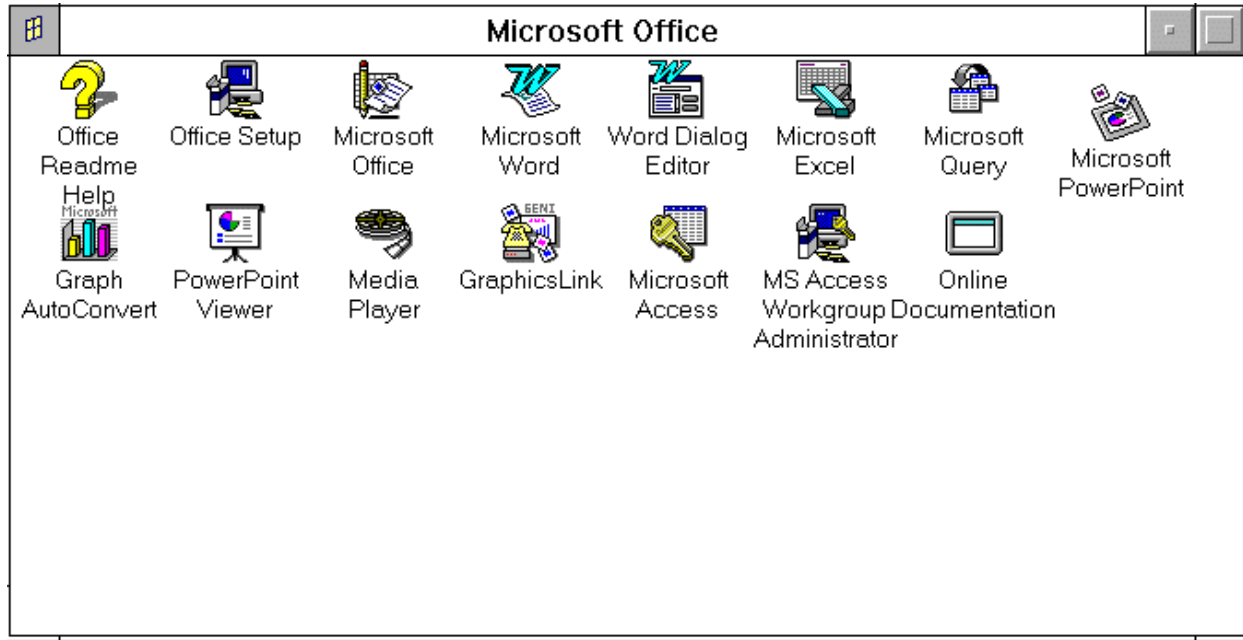 Microsoft Office
Office
Readme
Help
Office Setup
Microsoft
Office
Microsoft
Word
Word Dialog
Editor
Microsoft
Excel
Microsoft
Query
Microsoft
PowerPoint
Microsoft
Graph
AutoConvert
PowerPoint
Viewer
Media
Player
GENI
GraphicsLink
Microsoft
Access
MS Access
Workgroup
Administrator
Online
Documentation